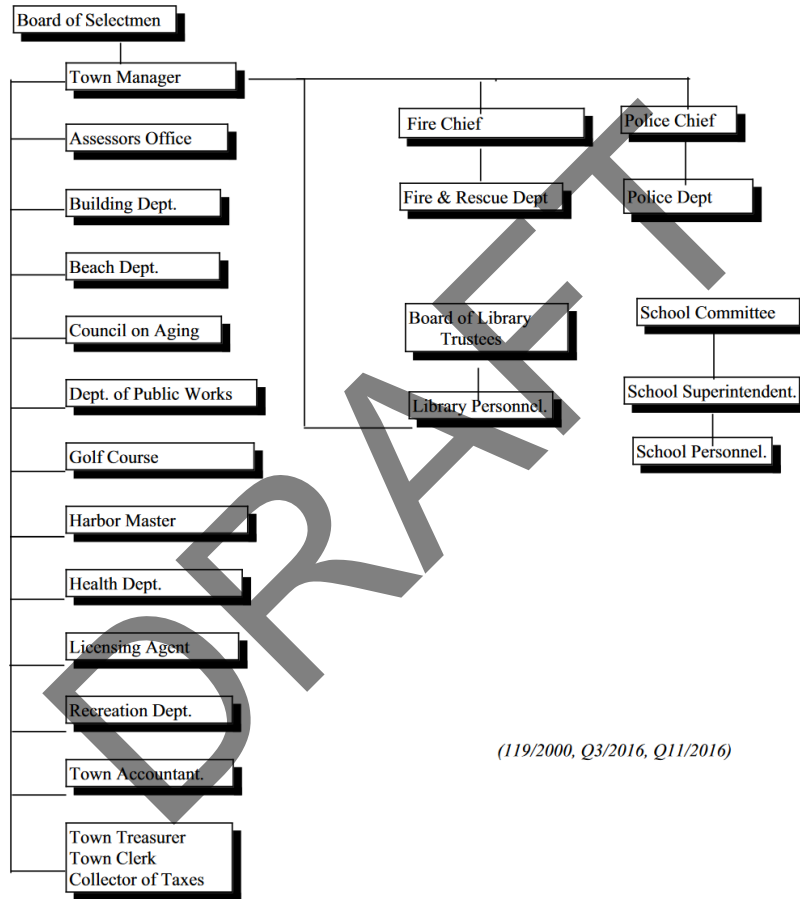 Board of Selectmen
Town Manager
Assessors Office
Building Dept.
Beach Dept.
Council on Aging
Dept. of Public Works
Golf Course
Harbor Master
Health Dept.
Licensing Agent
Recreation Dept.
Town Accountant.
Town Treasurer
Town Clerk
Collector of Taxes
Fire Chief
Fire & Rescue Dept
Police Chief
Police Dept
Board of Library
Trustees
Library Personnel.
School Committee
School Superintendent.
School Personnel.
(119/2000, Q3/2016, Q11/2016)
DRAFT